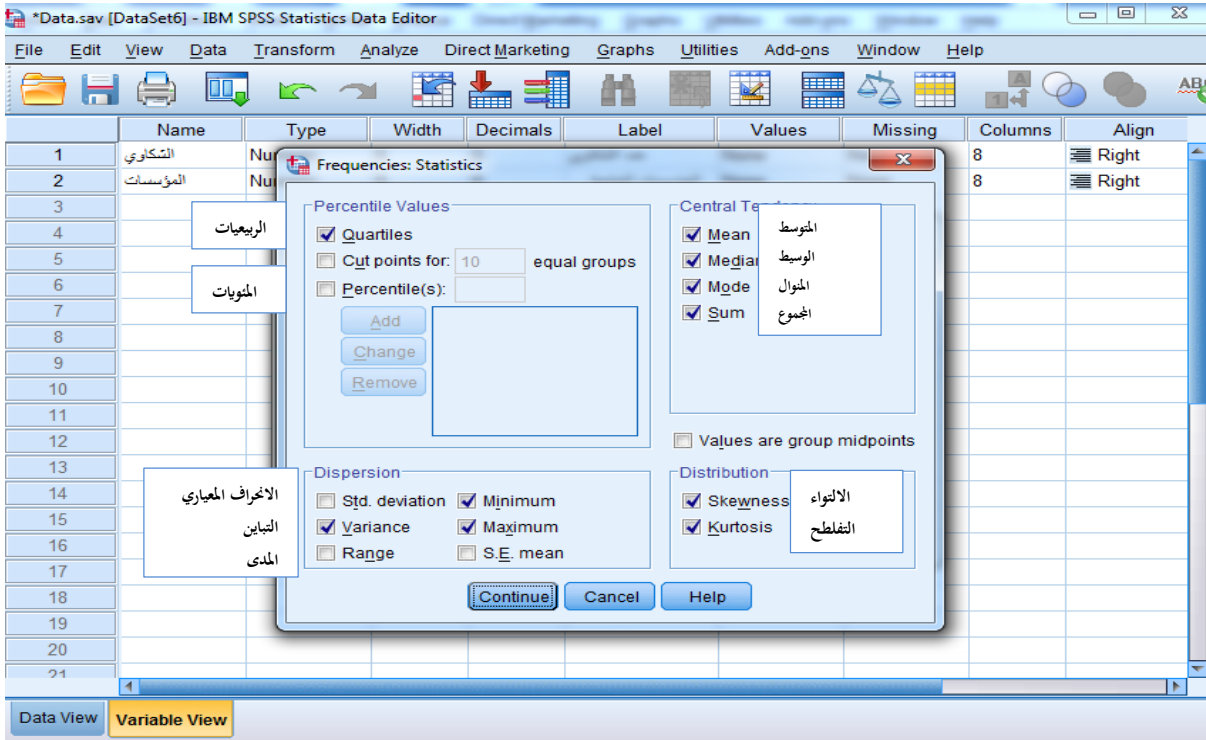 *Data.sav [DataSet6] - IBM SPSS Statistics Data Editor
File Edit View Data Transform Analyze Direct Marketing Graphs Utilities Add-ons Window Help
Name Type Width Decimals Label Values Missing Columns Align
1 الشكاوي 8 Right
2 المؤسسات 8 Right
3
4
5
6
7
8
9
10
11
12
13
14
15
16
17
18
19
20
21
Frequencies: Statistics
Percentile Values
الربيعيات
Quartiles
Cut points for: 10 equal groups
المئويات
Percentile(s):
Add
Change
Remove
Central
Mean المتوسط
الوسيط
Mode المنوال
Sum المجموع
Values are group midpoints
Dispersion
الانحراف المعياري
Std. deviation Minimum
التباين
Variance Maximum
المدى
Range S.E. mean
Distribution
Skewness الالتواء
Kurtosis التفلطح
Continue Cancel Help
Data View Variable View